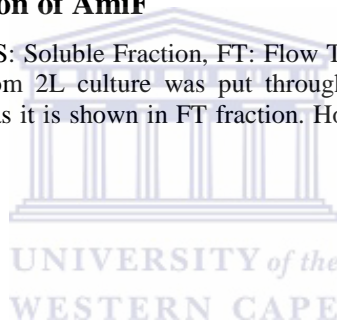 on of AmiF
S: Soluble Fraction, FT: Flow T
om 2L culture was put through
as it is shown in FT fraction. Ho
UNIVERSITY of the
WESTERN CAPE